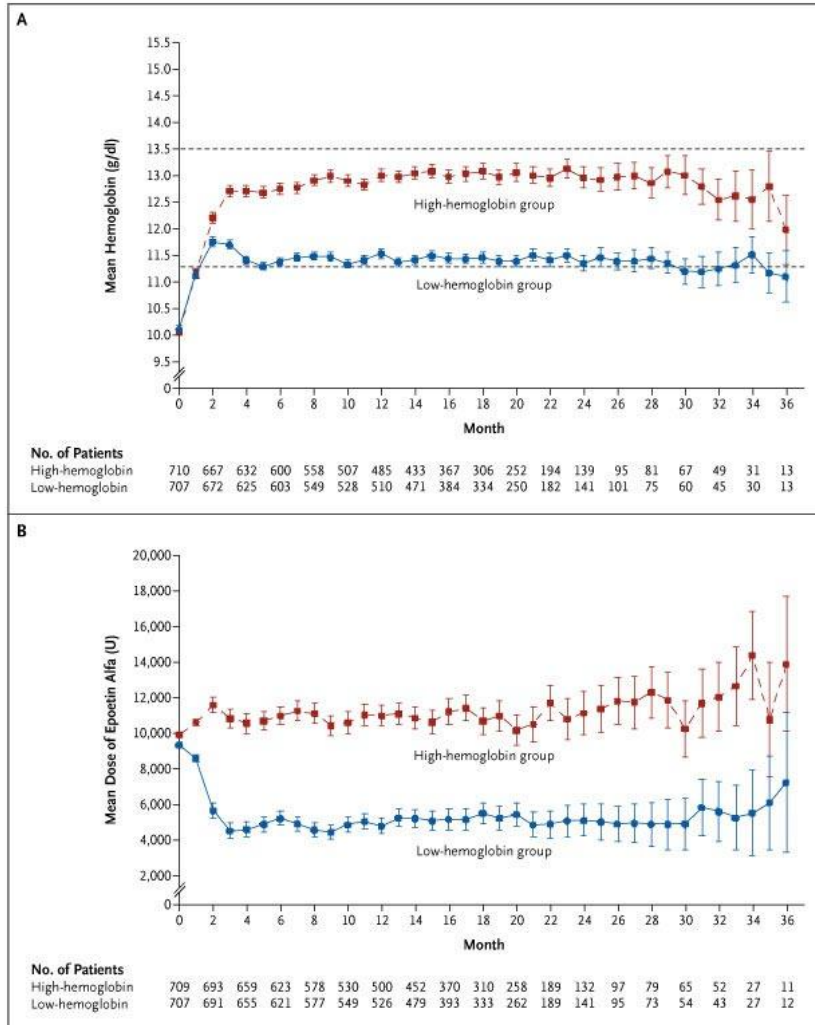 A
15.5
15.0
14.5
14.0
13.5
13.0
12.5
12.0
11.5
11.0
10.5
10.0
9.5
0
Mean Hemoglobin (g/dl)
High-hemoglobin group
Low-hemoglobin group
0 2 4 6 8 10 12 14 16 18 20 22 24 26 28 30 32 34 36
Month
No. of Patients
High-hemoglobin 710 667 632 600 558 507 485 433 367 306 252 194 139 95 81 67 49 31 13
Low-hemoglobin 707 672 625 603 549 528 510 471 384 334 250 182 141 101 75 60 45 30 13
B
20,000
18,000
16,000
14,000
12,000
10,000
8,000
6,000
4,000
2,000
0
Mean Dose of Epoetin Alfa (U)
High-hemoglobin group
Low-hemoglobin group
0 2 4 6 8 10 12 14 16 18 20 22 24 26 28 30 32 34 36
Month
No. of Patients
High-hemoglobin 709 693 659 623 578 530 500 452 370 310 258 189 132 97 79 65 52 27 11
Low-hemoglobin 707 691 655 621 577 549 526 479 393 333 262 189 141 95 73 54 43 27 12